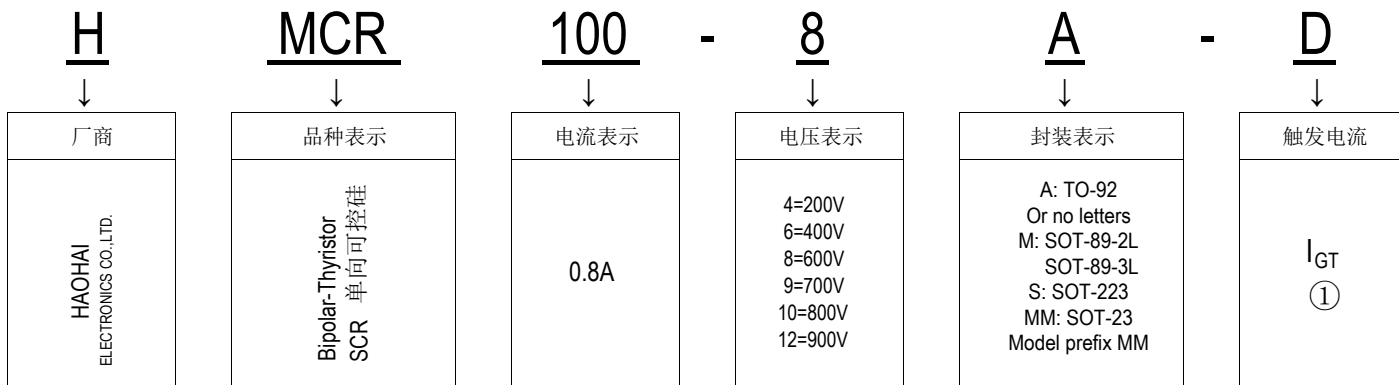 H MCR 100 - 8 A - D
↓ ↓ ↓ ↓ ↓ ↓
厂商
HAOHAI
ELECTRONICS CO.,LTD.
品种表示
Bipolar-Thyristor
SCR 单向可控硅
电流表示
0.8A
电压表示
4=200V
6=400V
8=600V
9=700V
10=800V
12=900V
封装表示
A: TO-92
Or no letters
M: SOT-89-2L
SOT-89-3L
S: SOT-223
MM: SOT-23
Model prefix MM
触发电流
IGT
①